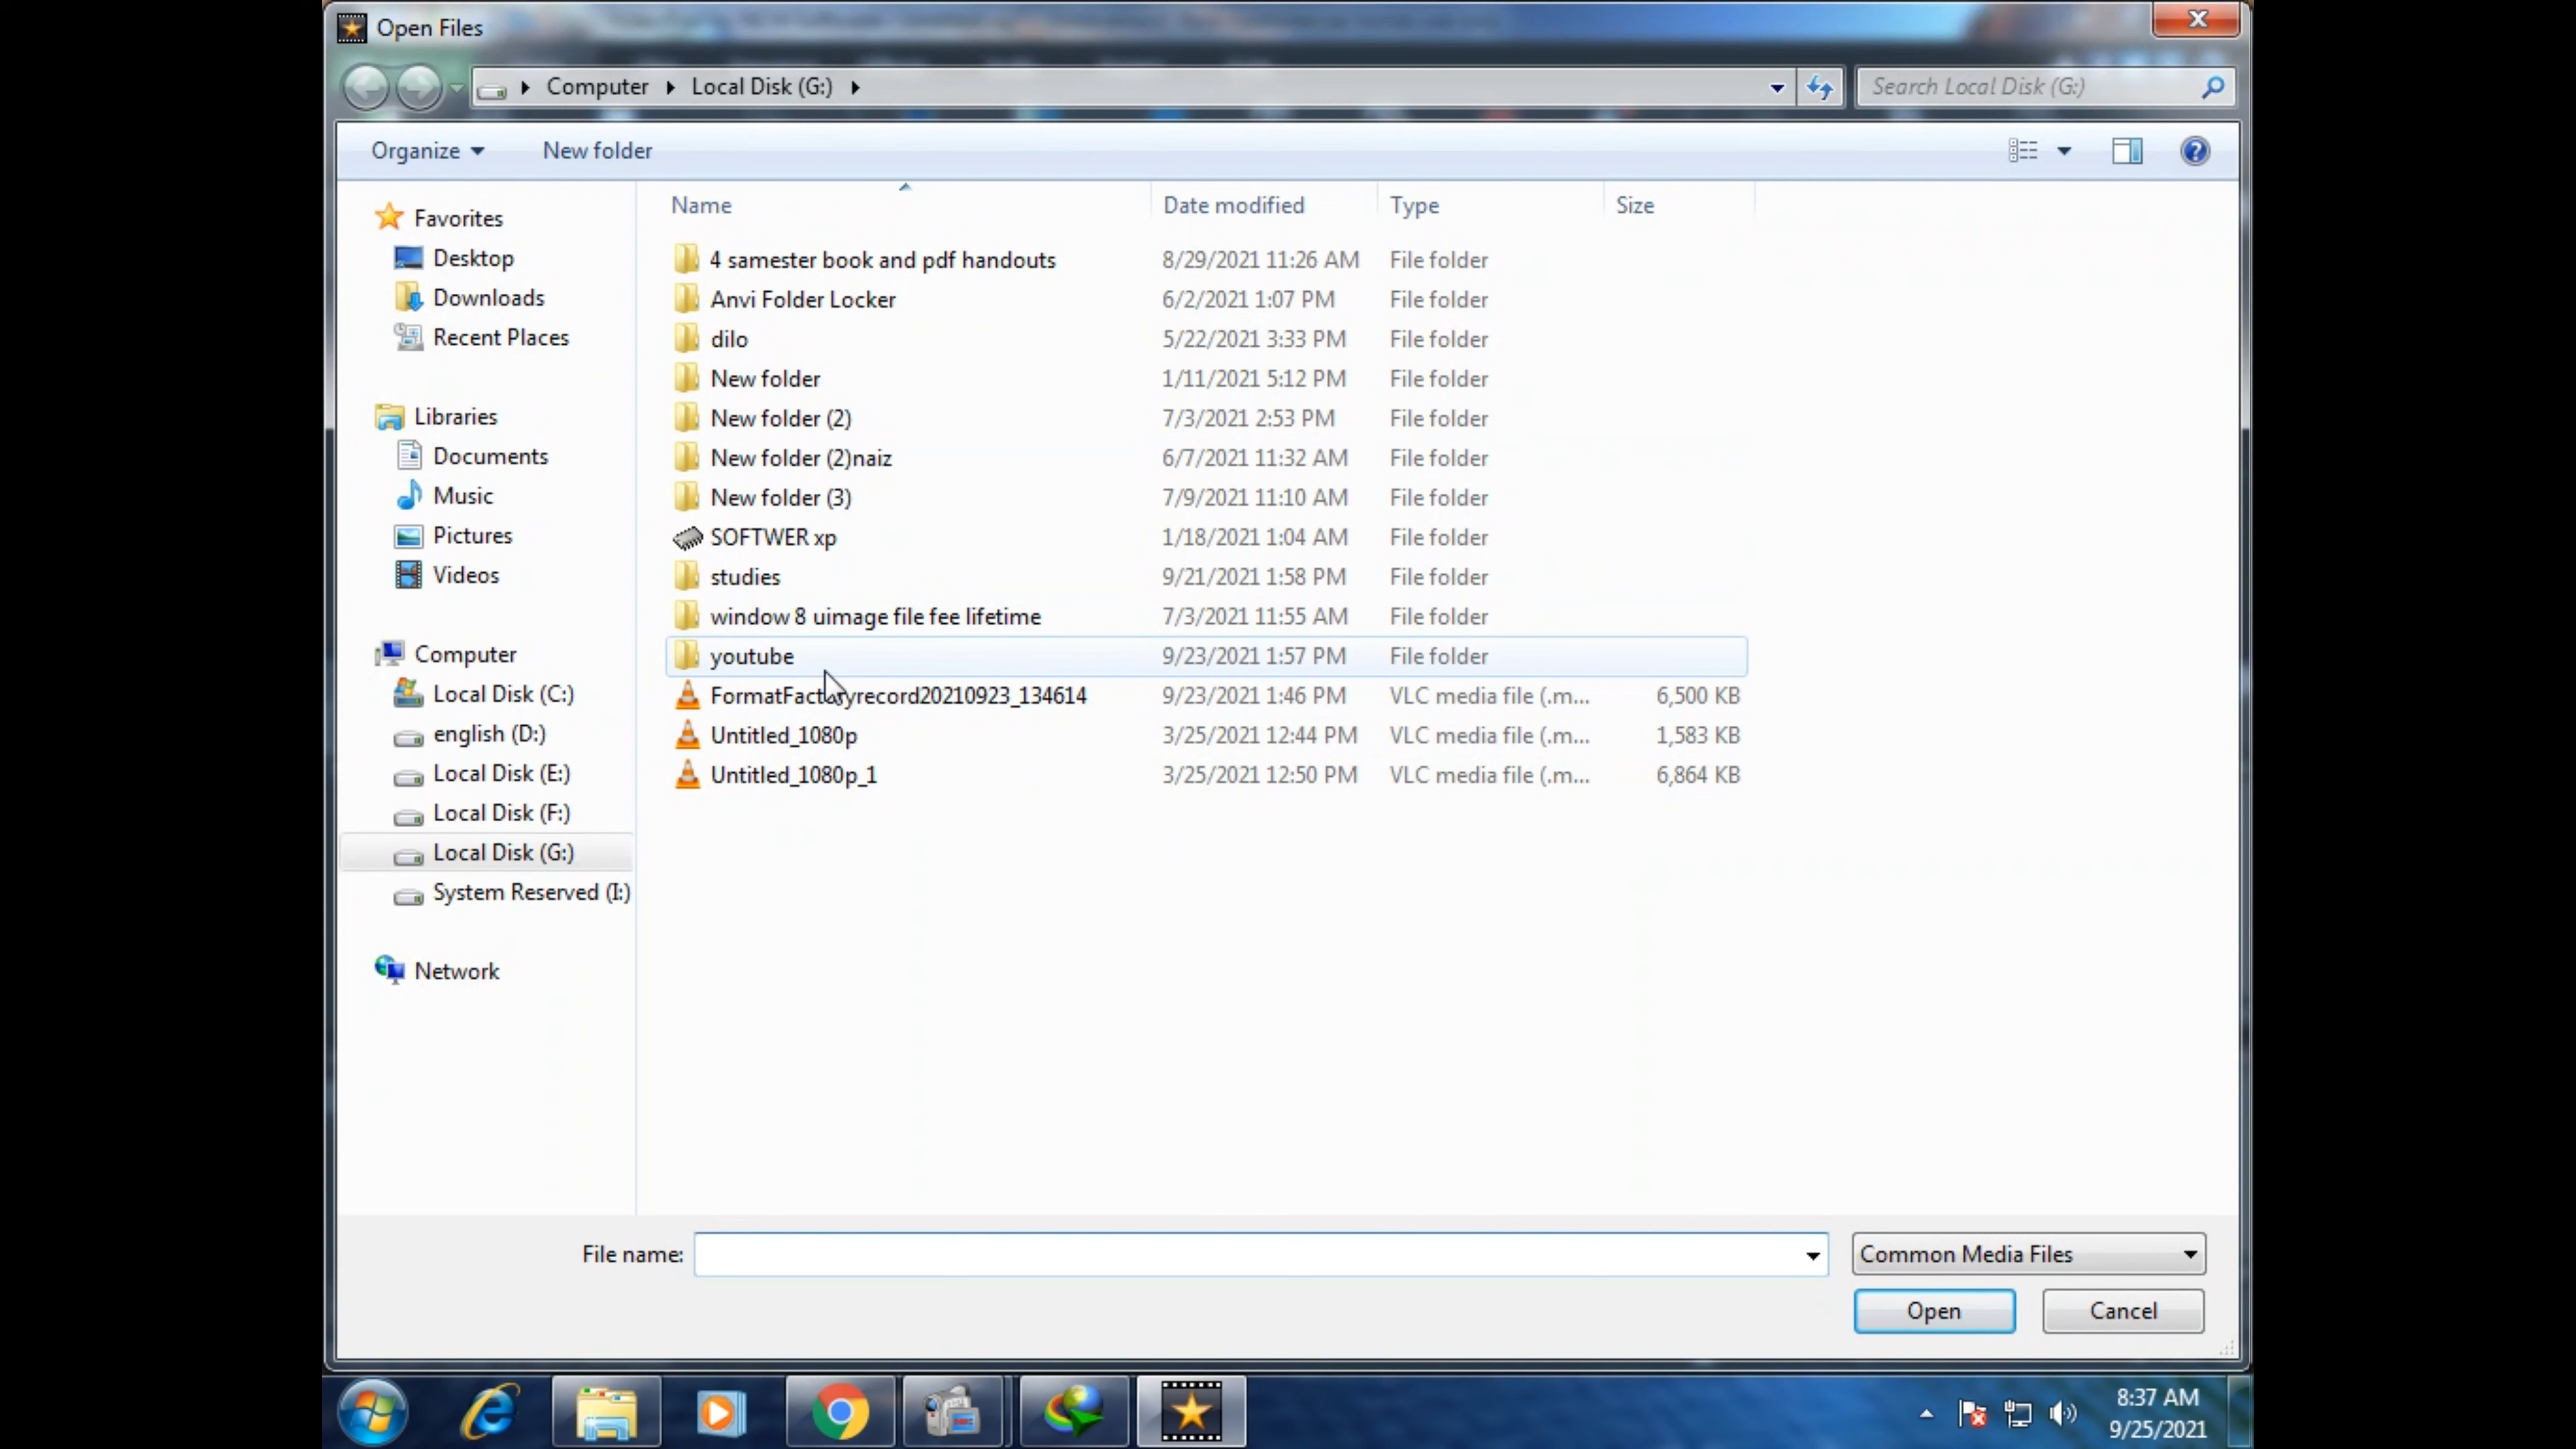 Open Files
Computer Local Disk (G:)
Search Local Disk (G:)
Organize New folder
Name Date modified Type Size
4 samester book and pdf handouts 8/29/2021 11:26 AM File folder
Anvi Folder Locker 6/2/2021 1:07 PM File folder
dilo 5/22/2021 3:33 PM File folder
New folder 1/11/2021 5:12 PM File folder
New folder (2) 7/3/2021 2:53 PM File folder
New folder (2)naiz 6/7/2021 11:32 AM File folder
New folder (3) 7/9/2021 11:10 AM File folder
SOFTWER xp 1/18/2021 1:04 AM File folder
studies 9/21/2021 1:58 PM File folder
window 8 uimage file fee lifetime 7/3/2021 11:55 AM File folder
youtube 9/23/2021 1:57 PM File folder
FormatFactoryrecord20210923_134614 9/23/2021 1:46 PM VLC media file (.m... 6,500 KB
Untitled_1080p 3/25/2021 12:44 PM VLC media file (.m... 1,583 KB
Untitled_1080p_1 3/25/2021 12:50 PM VLC media file (.m... 6,864 KB
Favorites
Desktop
Downloads
Recent Places
Libraries
Documents
Music
Pictures
Videos
Computer
Local Disk (C:)
english (D:)
Local Disk (E:)
Local Disk (F:)
Local Disk (G:)
System Reserved (I:)
Network
File name:
Common Media Files
Open Cancel
8:37 AM
9/25/2021